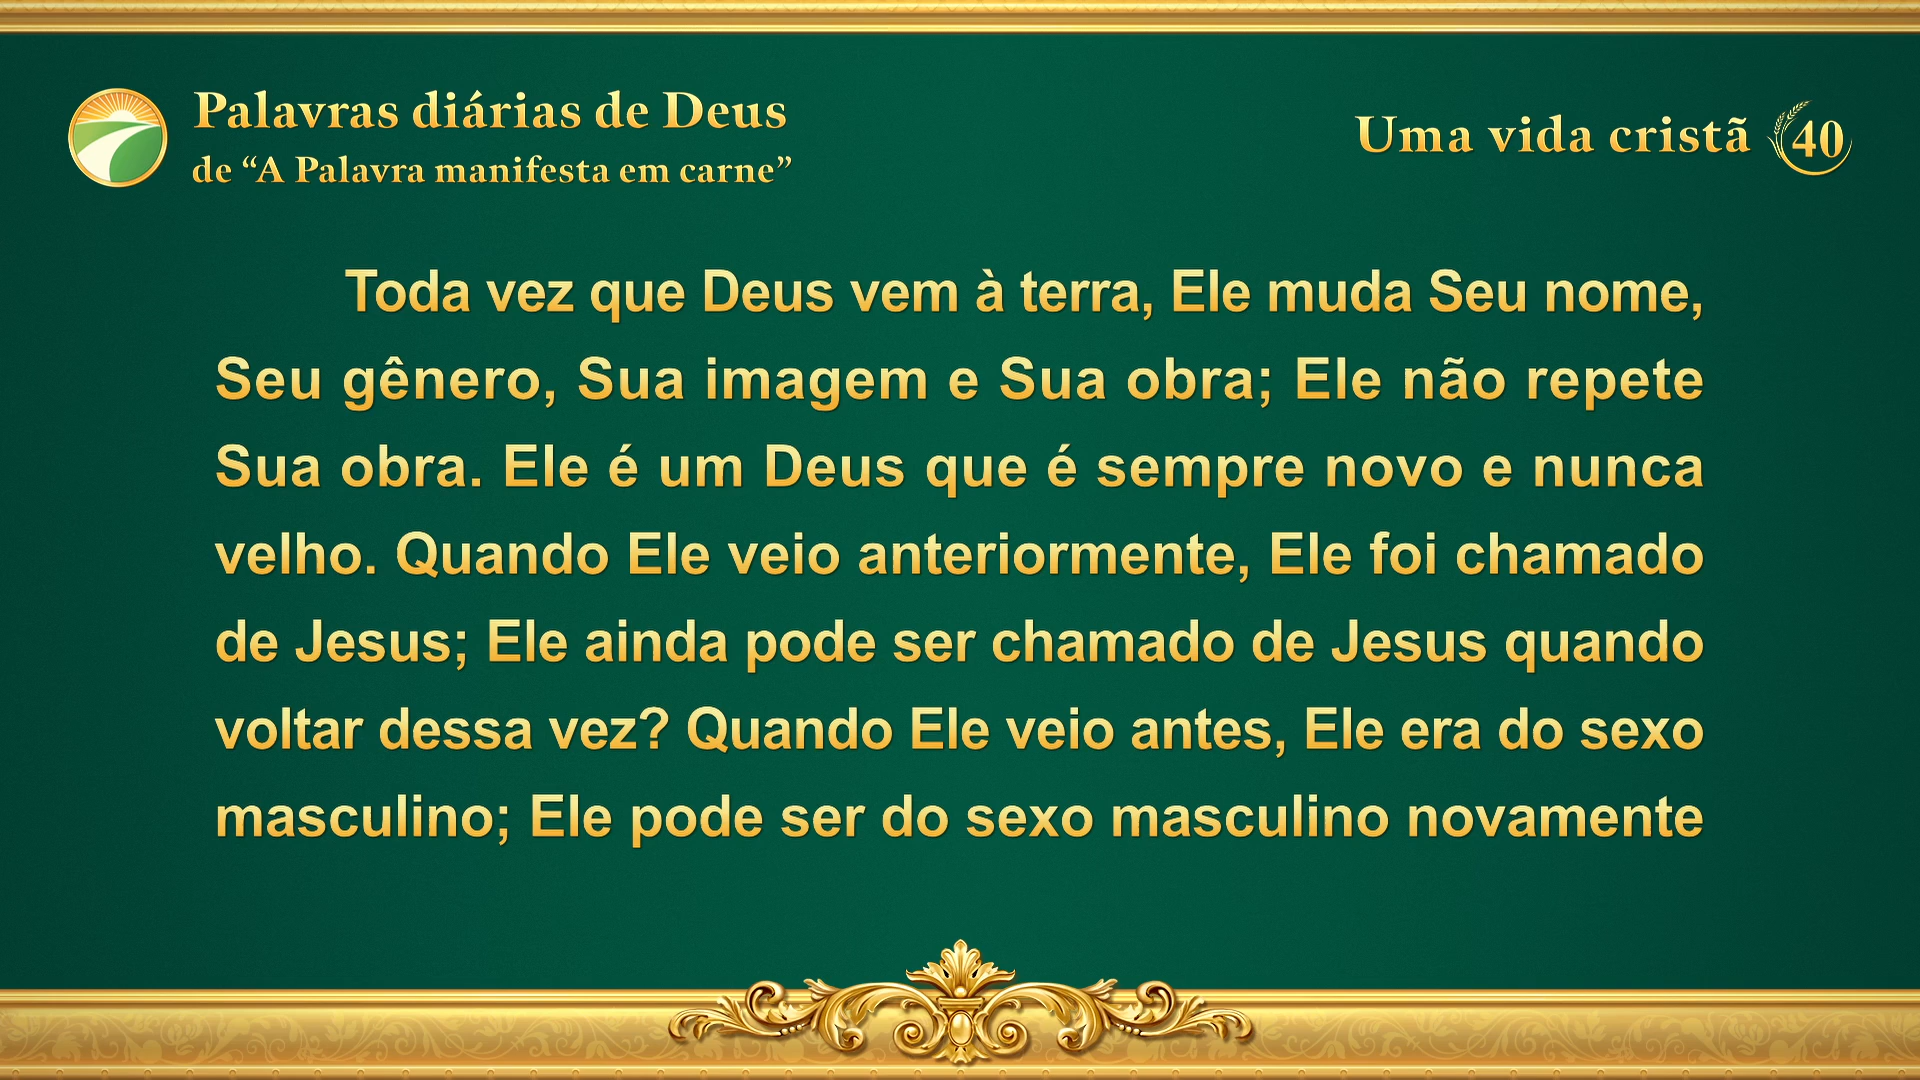 Palavras diárias de Deus
de “A Palavra manifesta em carne”
Uma vida cristã 40
Toda vez que Deus vem à terra, Ele muda Seu nome,
Seu gênero, Sua imagem e Sua obra; Ele não repete
Sua obra. Ele é um Deus que é sempre novo e nunca
velho. Quando Ele veio anteriormente, Ele foi chamado
de Jesus; Ele ainda pode ser chamado de Jesus quando
voltar dessa vez? Quando Ele veio antes, Ele era do sexo
masculino; Ele pode ser do sexo masculino novamente